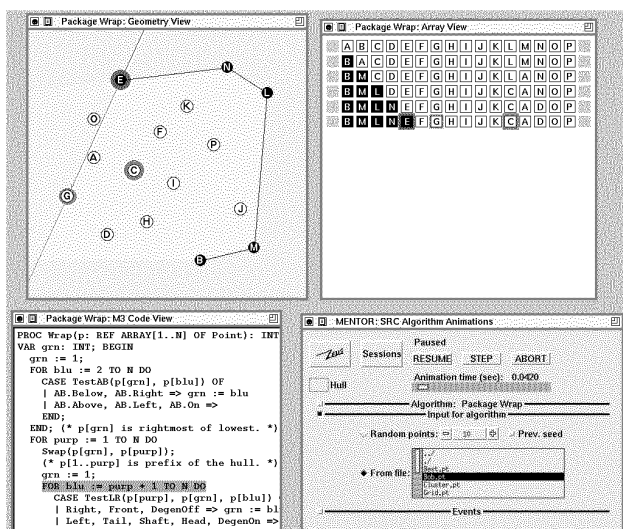 Package Wrap: Geometry View
E
N
L
O
K
F
P
A
C
I
G
J
D
H
M
B
Package Wrap: Array View
A B C D E F G H I J K L M N O P
B A C D E F G H I J K L M N O P
B M C D E F G H I J K L A N O P
B M L D E F G H I J K C A N O P
B M L N E F G H I J K C A D O P
B M L N E F G H I J K C A D O P
Package Wrap: M3 Code View
PROC Wrap(p: REF ARRAY[1..N] OF Point): INT
VAR grn: INT; BEGIN
grn := 1;
FOR blu := 2 TO N DO
CASE TestAB(p[grn], p[blu]) OF
| AB.Below, AB.Right => grn := blu
| AB.Above, AB.Left, AB.On =>
END;
END; (* p[grn] is rightmost of lowest. *)
FOR purp := 1 TO N DO
Swap(p[grn], p[purp]);
(* p[1..purp] is prefix of the hull. *)
grn := 1;
FOR blu := purp + 1 TO N DO
CASE TestLR(p[purp], p[grn], p[blu])
| Right, Front, DegenOff => grn := bl
| Left, Tail, Shaft, Head, DegenOn =>
MENTOR: SRC Algorithm Animations
Zeus
Sessions
Paused
RESUME STEP ABORT
Hull
Animation time (sec): 0.0420
Algorithm: Package Wrap
Input for algorithm
Random points: 10 Prev. seed
From file:
../
./
Best.pt
Bob.pt
Cluster.pt
Grid.pt
Events